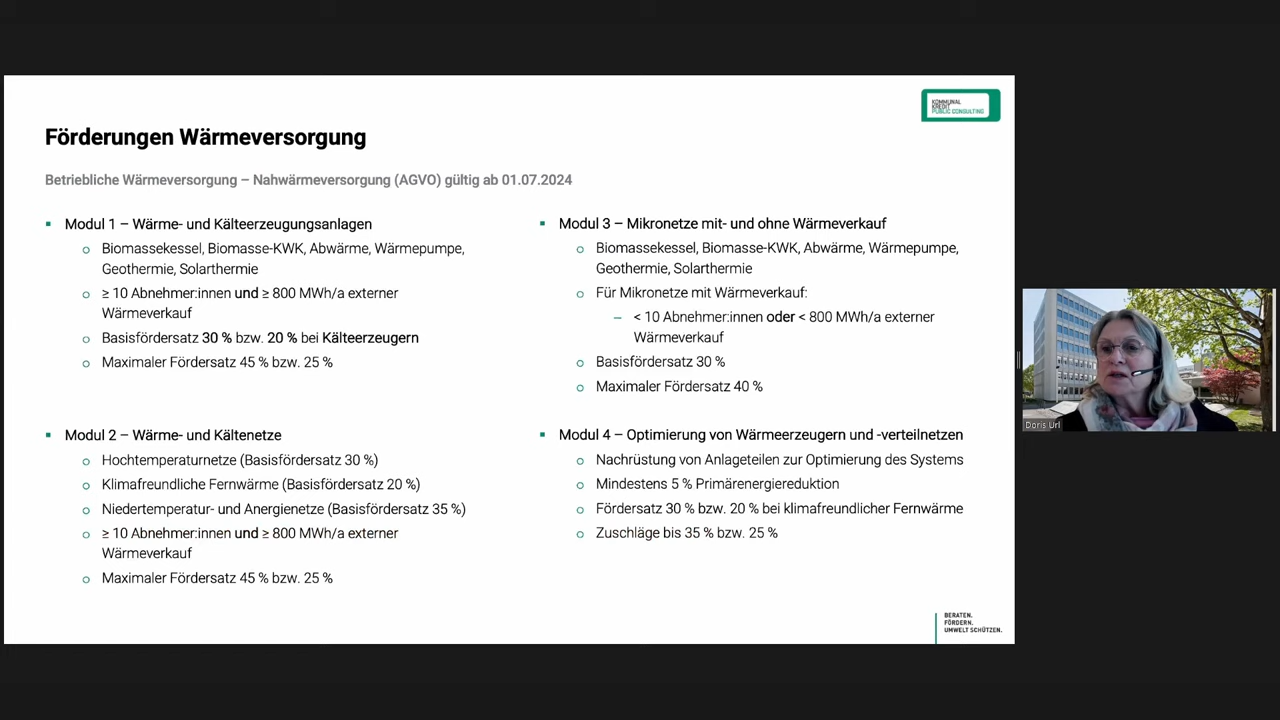 KOMMUNAL
KREDIT
PUBLIC CONSULTING
Förderungen Wärmeversorgung
Betriebliche Wärmeversorgung – Nahwärmeversorgung (AGVO) gültig ab 01.07.2024
Modul 1 – Wärme- und Kälteerzeugungsanlagen
Biomassekessel, Biomasse-KWK, Abwärme, Wärmepumpe,
Geothermie, Solarthermie
≥ 10 Abnehmer:innen und ≥ 800 MWh/a externer
Wärmeverkauf
Basisfördersatz 30 % bzw. 20 % bei Kälteerzeugern
Maximaler Fördersatz 45 % bzw. 25 %
Modul 2 – Wärme- und Kältenetze
Hochtemperaturnetze (Basisfördersatz 30 %)
Klimafreundliche Fernwärme (Basisfördersatz 20 %)
Niedertemperatur- und Anergienetze (Basisfördersatz 35 %)
≥ 10 Abnehmer:innen und ≥ 800 MWh/a externer
Wärmeverkauf
Maximaler Fördersatz 45 % bzw. 25 %
Modul 3 – Mikronetze mit- und ohne Wärmeverkauf
Biomassekessel, Biomasse-KWK, Abwärme, Wärmepumpe,
Geothermie, Solarthermie
Für Mikronetze mit Wärmeverkauf:
– < 10 Abnehmer:innen oder < 800 MWh/a externer
Wärmeverkauf
Basisfördersatz 30 %
Maximaler Fördersatz 40 %
Modul 4 – Optimierung von Wärmeerzeugern und -verteilnetzen
Nachrüstung von Anlageteilen zur Optimierung des Systems
Mindestens 5 % Primärenergiereduktion
Fördersatz 30 % bzw. 20 % bei klimafreundlicher Fernwärme
Zuschläge bis 35 % bzw. 25 %
BERATEN.
FÖRDERN.
UMWELT SCHÜTZEN.
Doris Url